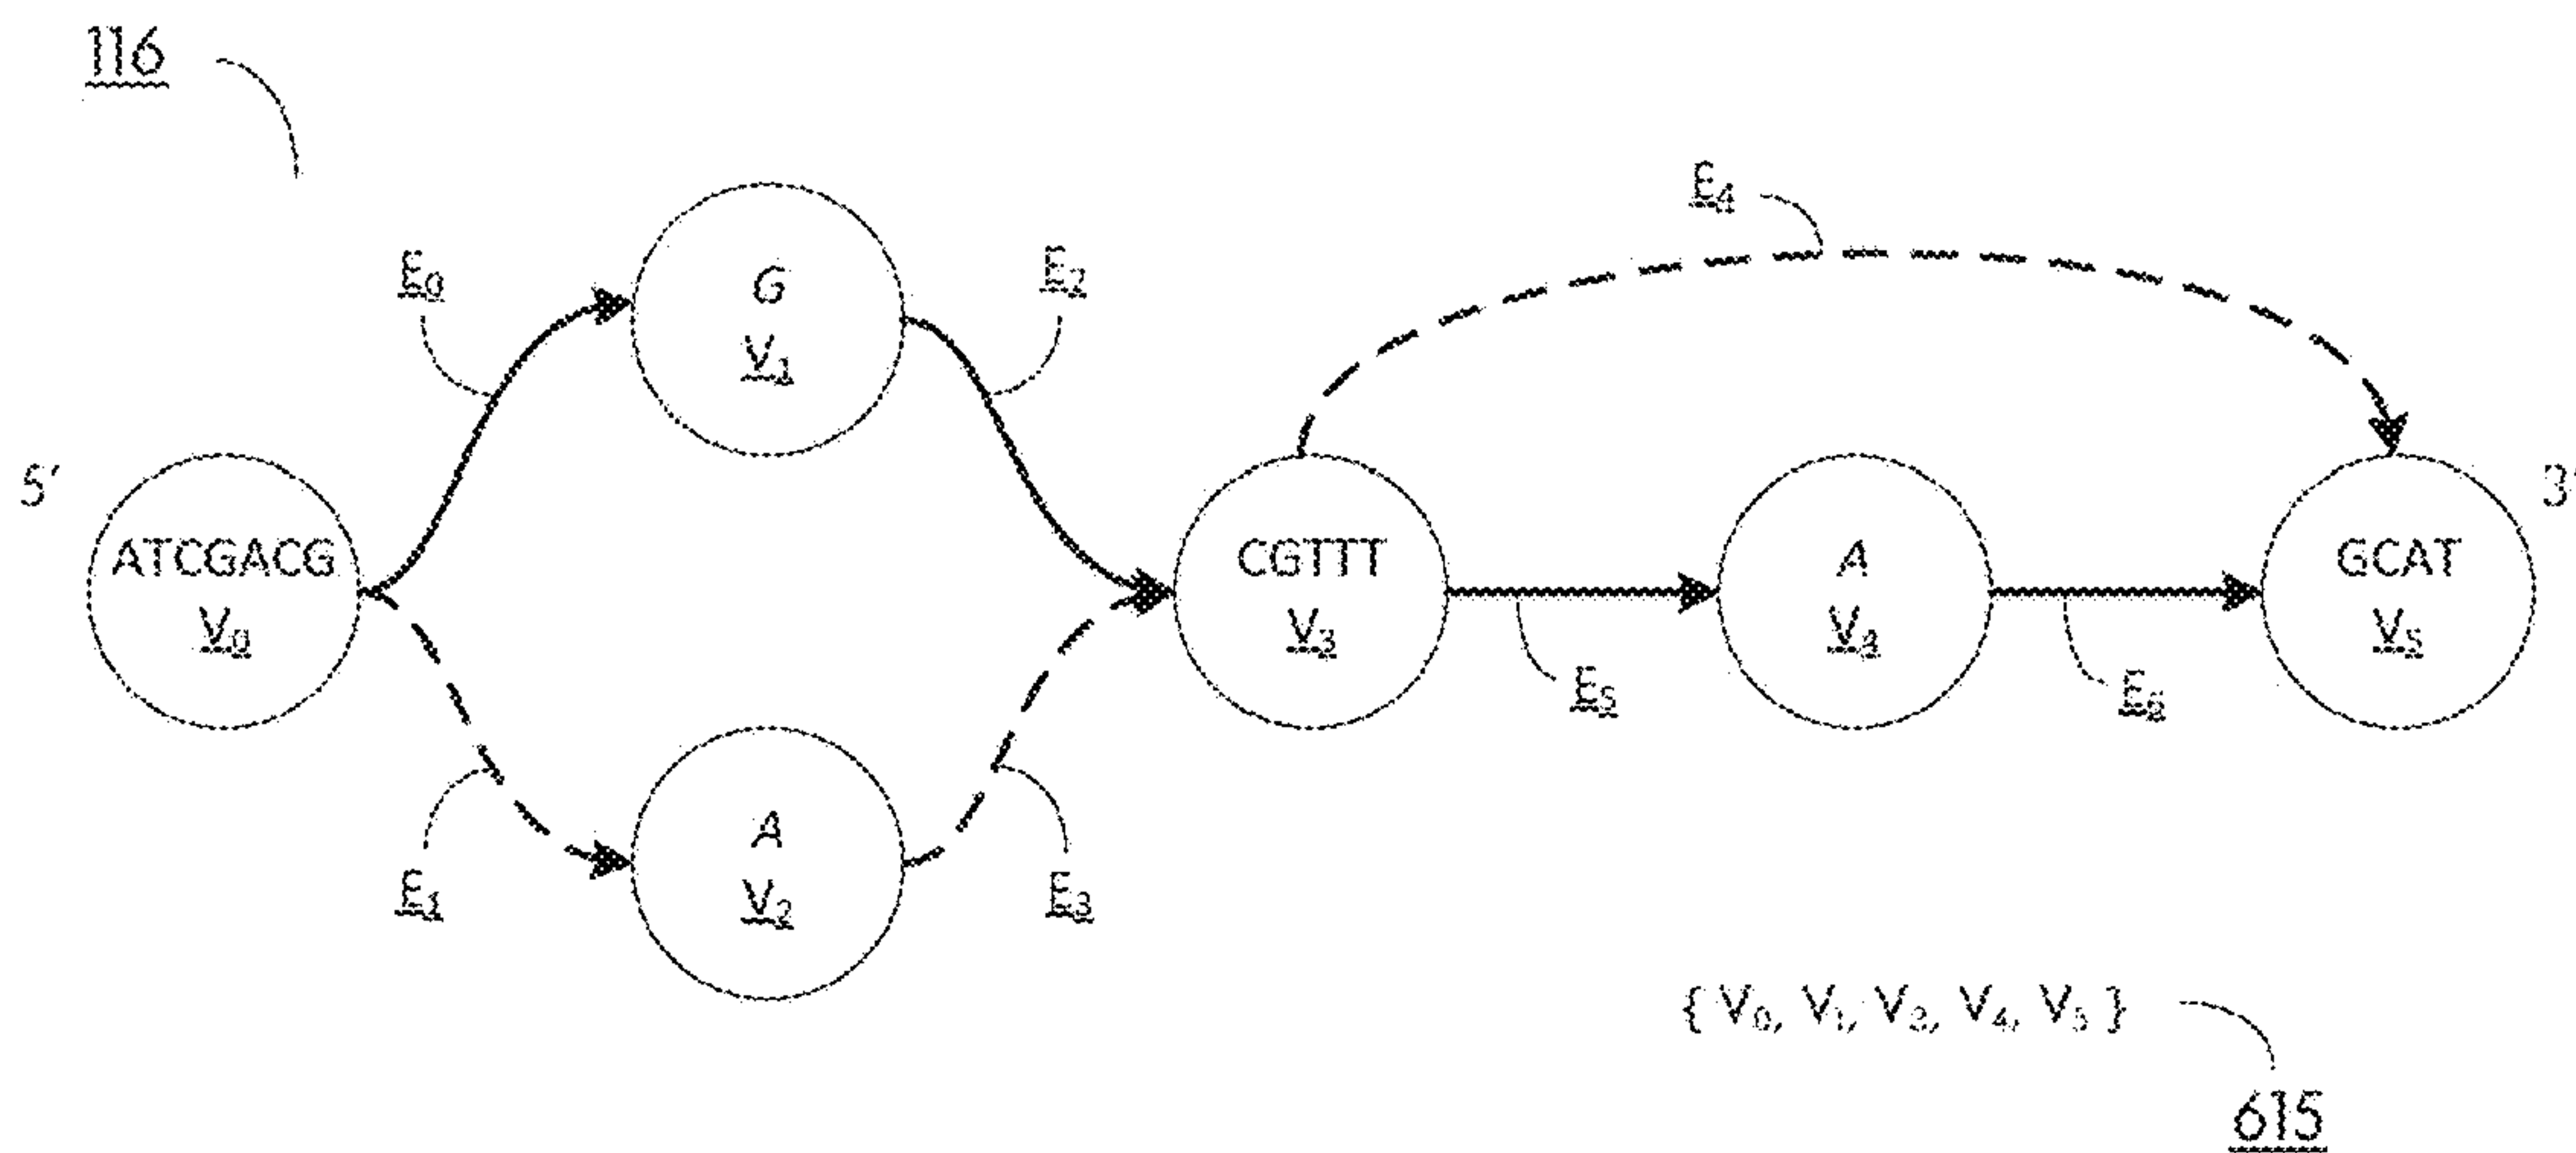 116
E₀
G
V₁
E₂
E₄
5'
ATCGACG
V₀
CGTTT
V₃
A
V₄
GCAT
V₅
3'
E₅
E₆
E₁
A
V₂
E₃
{ V₀, V₁, V₃, V₄, V₅ }
615